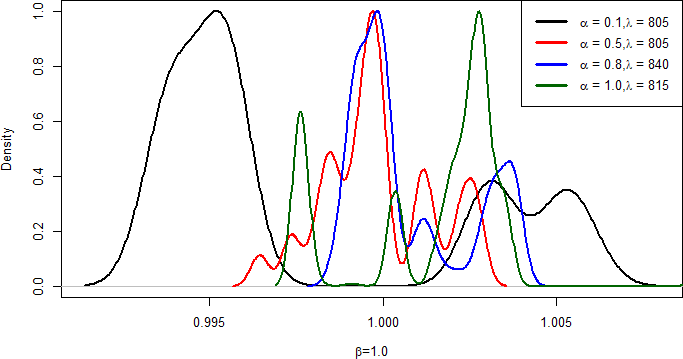 α = 0.1,λ = 805
α = 0.5,λ = 805
α = 0.8,λ = 840
α = 1.0,λ = 815
Density
1.0
0.8
0.6
0.4
0.2
0.0
0.995 1.000 1.005
β=1.0